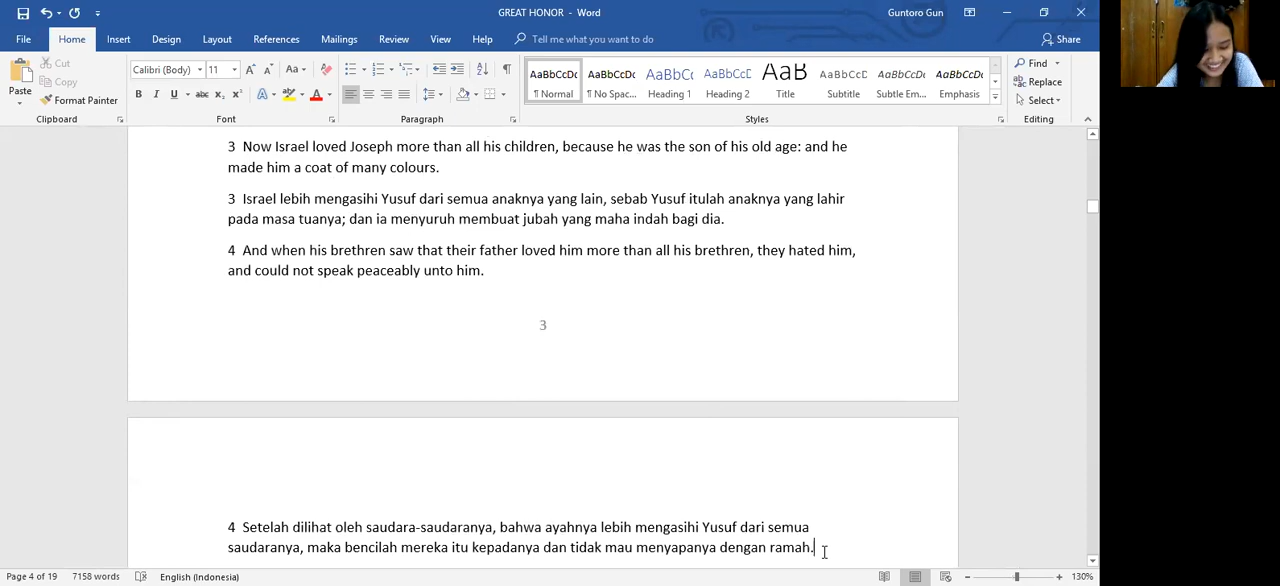 GREAT HONOR - Word
Guntoro Gun
File Home Insert Design Layout References Mailings Review View Help Tell me what you want to do Share
Paste
Cut
Copy
Format Painter
Clipboard
Calibri (Body) 11
Font
Paragraph
AaBbCcDc AaBbCcDc AaBbCc AaBbCcD AaB AaBbCcD AaBbCcDc AaBbCcDc
¶ Normal ¶ No Spac... Heading 1 Heading 2 Title Subtitle Subtle Em... Emphasis
Styles
Find
Replace
Select
Editing
3 Now Israel loved Joseph more than all his children, because he was the son of his old age: and he
made him a coat of many colours.
3 Israel lebih mengasihi Yusuf dari semua anaknya yang lain, sebab Yusuf itulah anaknya yang lahir
pada masa tuanya; dan ia menyuruh membuat jubah yang maha indah bagi dia.
4 And when his brethren saw that their father loved him more than all his brethren, they hated him,
and could not speak peaceably unto him.
3
4 Setelah dilihat oleh saudara-saudaranya, bahwa ayahnya lebih mengasihi Yusuf dari semua
saudaranya, maka bencilah mereka itu kepadanya dan tidak mau menyapanya dengan ramah.
Page 4 of 19 7158 words English (Indonesia) 130%